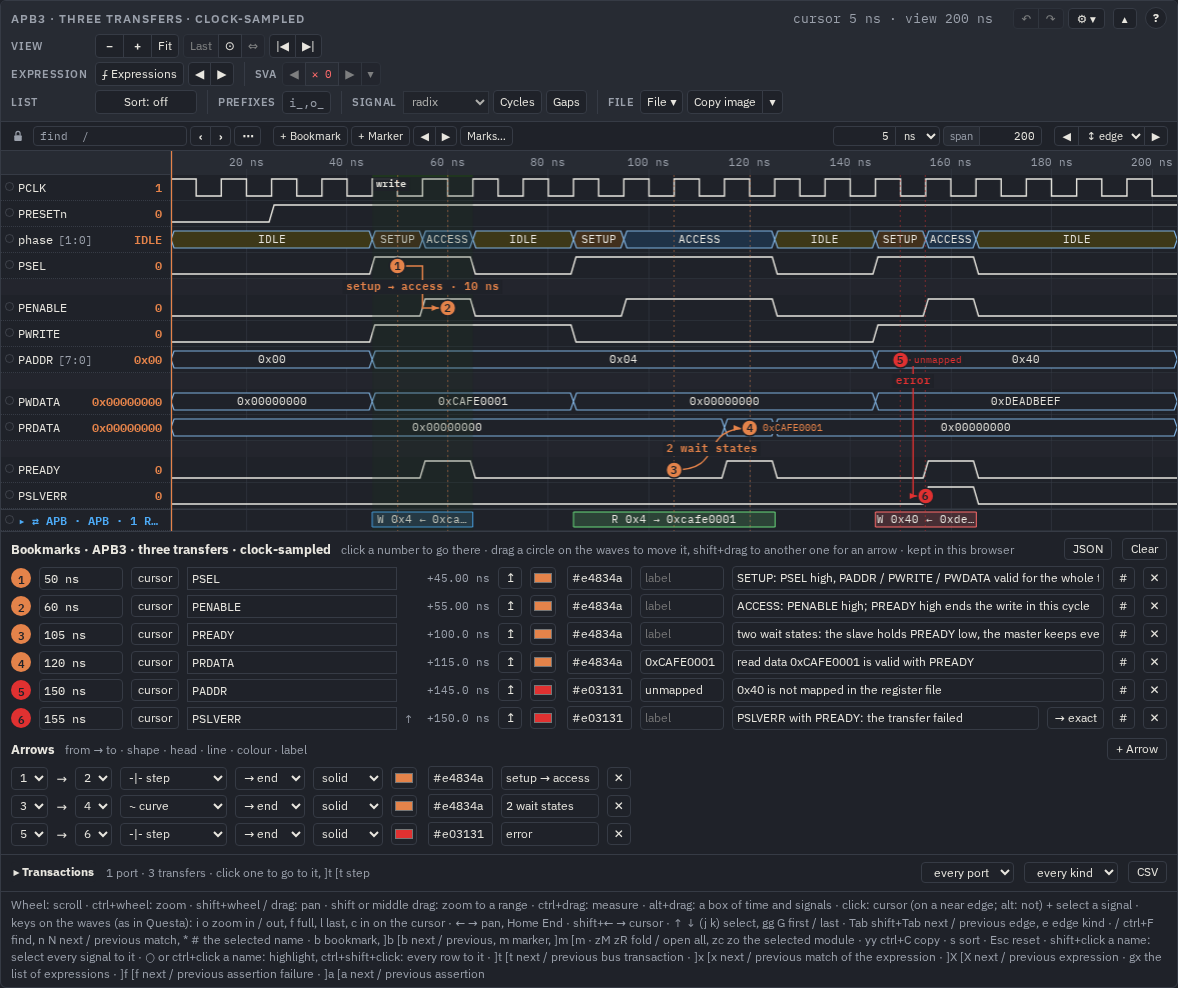 APB3 · THREE TRANSFERS · CLOCK-SAMPLED
cursor 5 ns · view 200 ns
↶ ↷ ⚙ ▾ ▴ ?
VIEW − + Fit Last ⊙ ⇔ |◀ ▶|
EXPRESSION ⨍ Expressions ◀ ▶ SVA ◀ × 0 ▶ ▾
LIST Sort: off PREFIXES i_,o_ SIGNAL radix Cycles Gaps FILE File ▾ Copy image ▾
find / ‹ › ··· + Bookmark + Marker ◀ ▶ Marks... 5 ns span 200 ◀ ↕ edge ▶
20 ns 40 ns 60 ns 80 ns 100 ns 120 ns 140 ns 160 ns 180 ns 200 ns
PCLK 1 write
PRESETn 0
phase [1:0] IDLE IDLE SETUP ACCESS IDLE SETUP ACCESS IDLE SETUP ACCESS IDLE
PSEL 0 1
setup → access · 10 ns
PENABLE 0 2
PWRITE 0
PADDR [7:0] 0x00 0x00 0x04 5 unmapped 0x40
error
PWDATA 0x00000000 0x00000000 0xCAFE0001 0x00000000 0xDEADBEEF
PRDATA 0x00000000 0x00000000 4 0xCAFE0001 0x00000000
2 wait states
PREADY 0 3
PSLVERR 0 6
▸ ⇄ APB · APB · 1 R… W 0x4 ← 0xca… R 0x4 → 0xcafe0001 W 0x40 ← 0xde…
Bookmarks · APB3 · three transfers · clock-sampled click a number to go there · drag a circle on the waves to move it, shift+drag to another one for an arrow · kept in this browser JSON Clear
1 50 ns cursor PSEL +45.00 ns ↥ #e4834a label SETUP: PSEL high, PADDR / PWRITE / PWDATA valid for the whole # ✕
2 60 ns cursor PENABLE +55.00 ns ↥ #e4834a label ACCESS: PENABLE high; PREADY high ends the write in this cycle # ✕
3 105 ns cursor PREADY +100.0 ns ↥ #e4834a label two wait states: the slave holds PREADY low, the master keeps eve # ✕
4 120 ns cursor PRDATA +115.0 ns ↥ #e4834a 0xCAFE0001 read data 0xCAFE0001 is valid with PREADY # ✕
5 150 ns cursor PADDR +145.0 ns ↥ #e03131 unmapped 0x40 is not mapped in the register file # ✕
6 155 ns cursor PSLVERR ↑ +150.0 ns ↥ #e03131 label PSLVERR with PREADY: the transfer failed → exact # ✕
Arrows from → to · shape · head · line · colour · label + Arrow
1 → 2 -|- step → end solid #e4834a setup → access ✕
3 → 4 ~ curve → end solid #e4834a 2 wait states ✕
5 → 6 -|- step → end solid #e03131 error ✕
▸ Transactions 1 port · 3 transfers · click one to go to it, ]t [t step every port every kind CSV
Wheel: scroll · ctrl+wheel: zoom · shift+wheel / drag: pan · shift or middle drag: zoom to a range · ctrl+drag: measure · alt+drag: a box of time and signals · click: cursor (on a near edge; alt: not) + select a signal ·
keys on the waves (as in Questa): i o zoom in / out, f full, l last, c in on the cursor · ← → pan, Home End · shift+← → cursor · ↑ ↓ (j k) select, gg G first / last · Tab shift+Tab next / previous edge, e edge kind · / ctrl+F
find, n N next / previous match, * # the selected name · b bookmark, ]b [b next / previous, m marker, ]m [m · zM zR fold / open all, zc zo the selected module · yy ctrl+C copy · s sort · Esc reset · shift+click a name:
select every signal to it · ○ or ctrl+click a name: highlight, ctrl+shift+click: every row to it · ]t [t next / previous bus transaction · ]x [x next / previous match of the expression · ]X [X next / previous expression · gx the
list of expressions · ]f [f next / previous assertion failure · ]a [a next / previous assertion